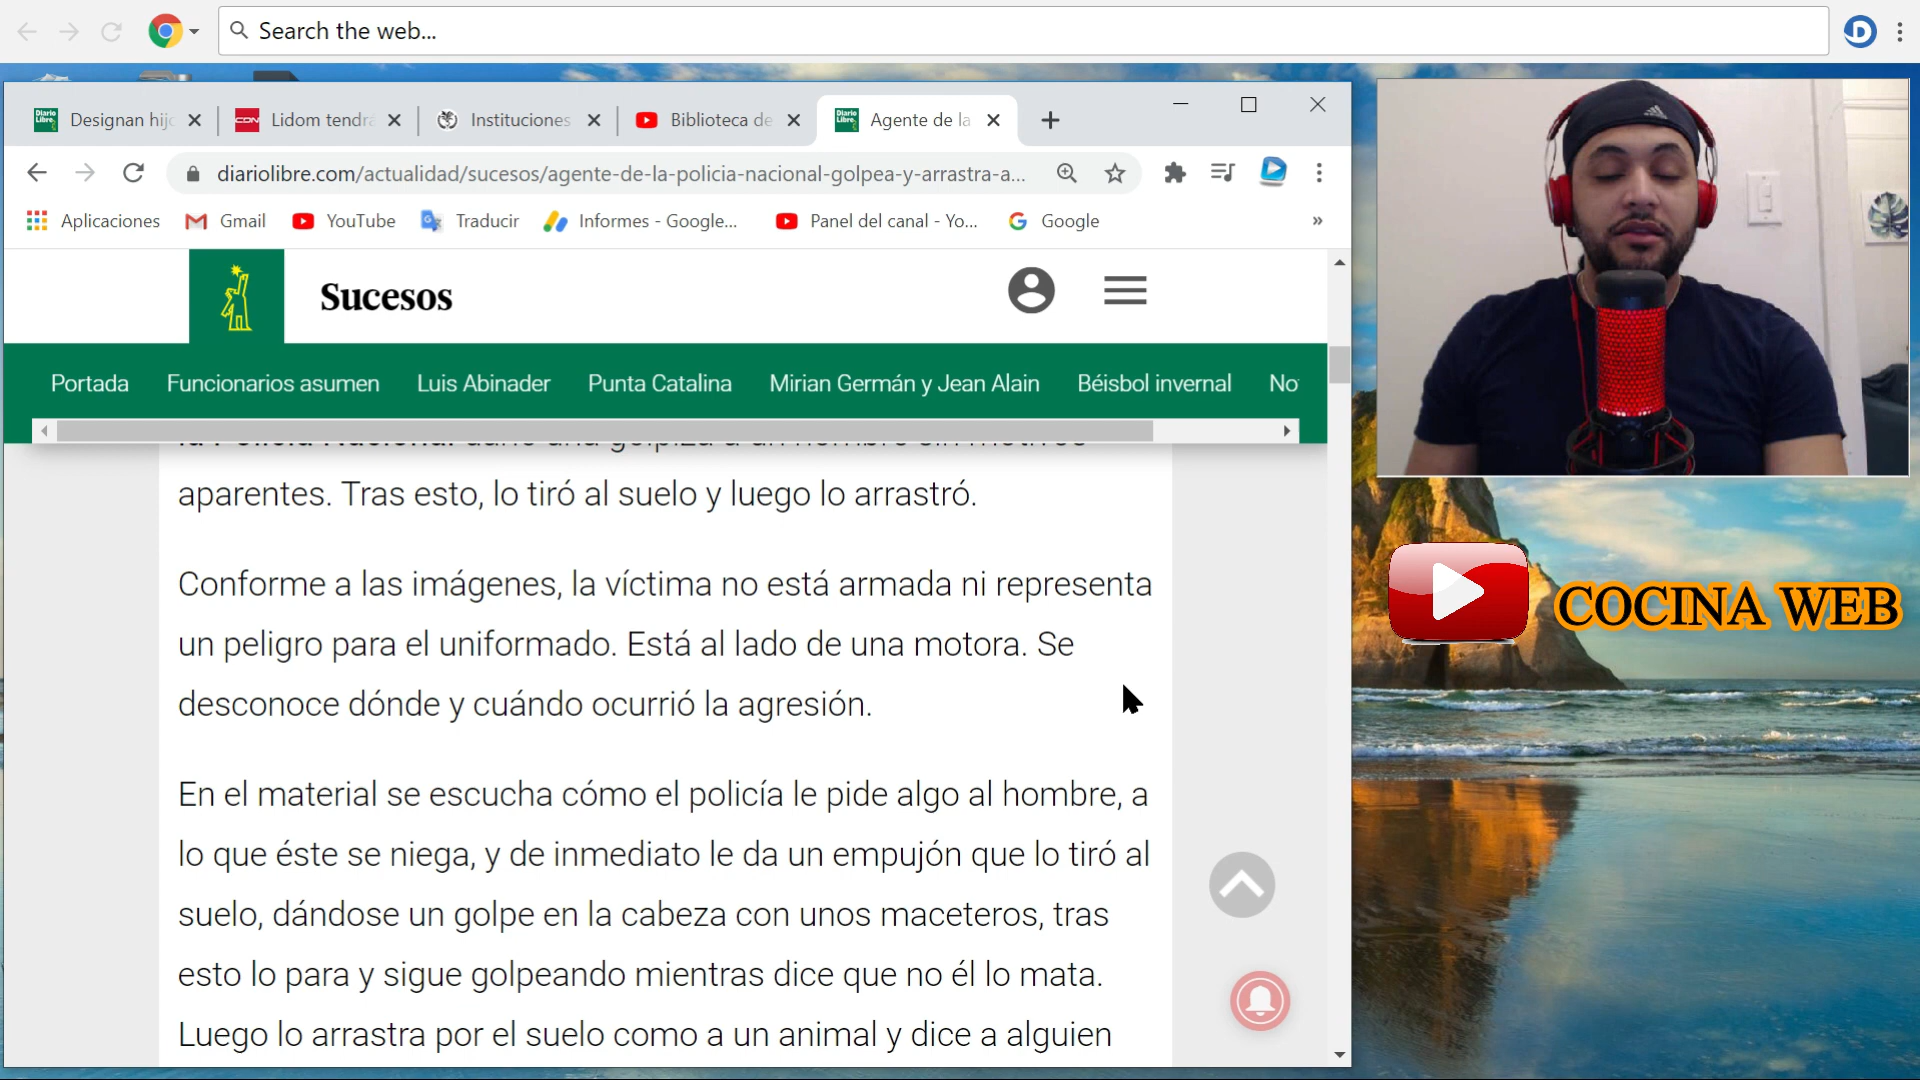 Search the web...
Designan hij
Lidom tendrá
Instituciones
Biblioteca de
Agente de la
diariolibre.com/actualidad/sucesos/agente-de-la-policia-nacional-golpea-y-arrastra-a...
Aplicaciones
Gmail
YouTube
Traducir
Informes - Google...
Panel del canal - Yo...
Google
Sucesos
Portada
Funcionarios asumen
Luis Abinader
Punta Catalina
Mirian Germán y Jean Alain
Béisbol invernal
No
aparentes. Tras esto, lo tiró al suelo y luego lo arrastró.
Conforme a las imágenes, la víctima no está armada ni representa
un peligro para el uniformado. Está al lado de una motora. Se
desconoce dónde y cuándo ocurrió la agresión.
En el material se escucha cómo el policía le pide algo al hombre, a
lo que éste se niega, y de inmediato le da un empujón que lo tiró al
suelo, dándose un golpe en la cabeza con unos maceteros, tras
esto lo para y sigue golpeando mientras dice que no él lo mata.
Luego lo arrastra por el suelo como a un animal y dice a alguien
COCINA WEB